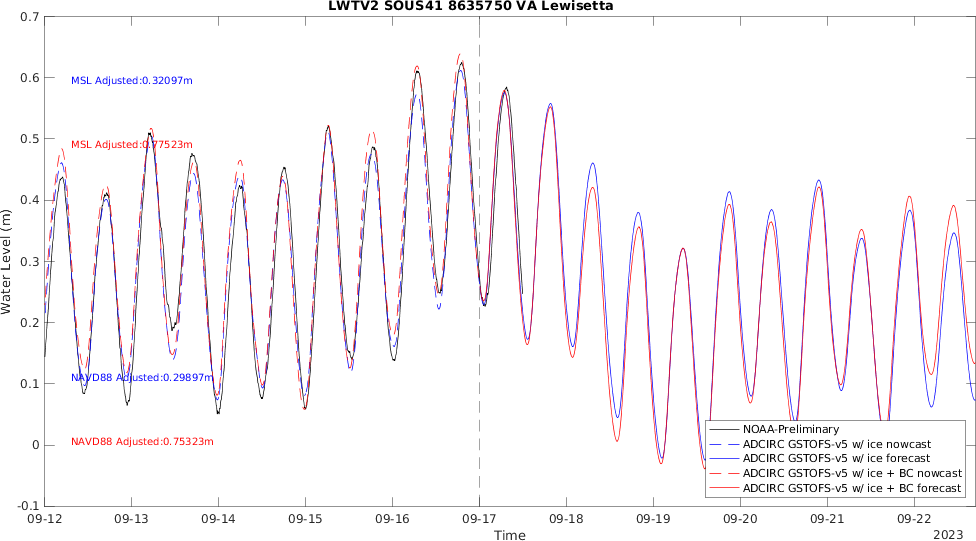 LWTV2 SOUS41 8635750 VA Lewisetta
0.7
0.6
0.5
0.4
0.3
0.2
0.1
0
-0.1
Water Level (m)
MSL Adjusted:0.32097m
MSL Adjusted:0.77523m
NAVD88 Adjusted:0.29897m
NAVD88 Adjusted:0.75323m
NOAA-Preliminary
ADCIRC GSTOFS-v5 w/ ice nowcast
ADCIRC GSTOFS-v5 w/ ice forecast
ADCIRC GSTOFS-v5 w/ ice + BC nowcast
ADCIRC GSTOFS-v5 w/ ice + BC forecast
09-12 09-13 09-14 09-15 09-16 09-17 09-18 09-19 09-20 09-21 09-22
Time
2023